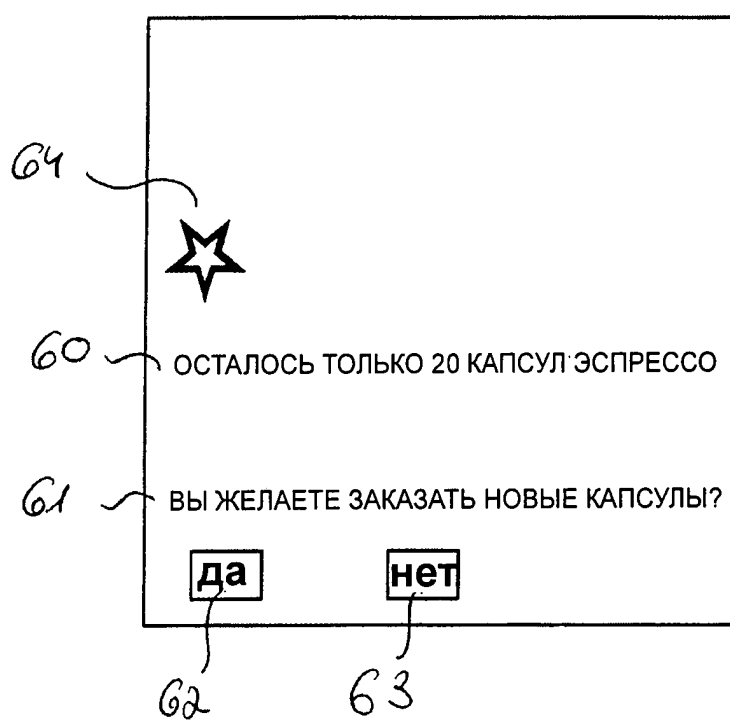 64
60 ОСТАЛОСЬ ТОЛЬКО 20 КАПСУЛ ЭСПРЕССО
61 ВЫ ЖЕЛАЕТЕ ЗАКАЗАТЬ НОВЫЕ КАПСУЛЫ?
да нет
62 63